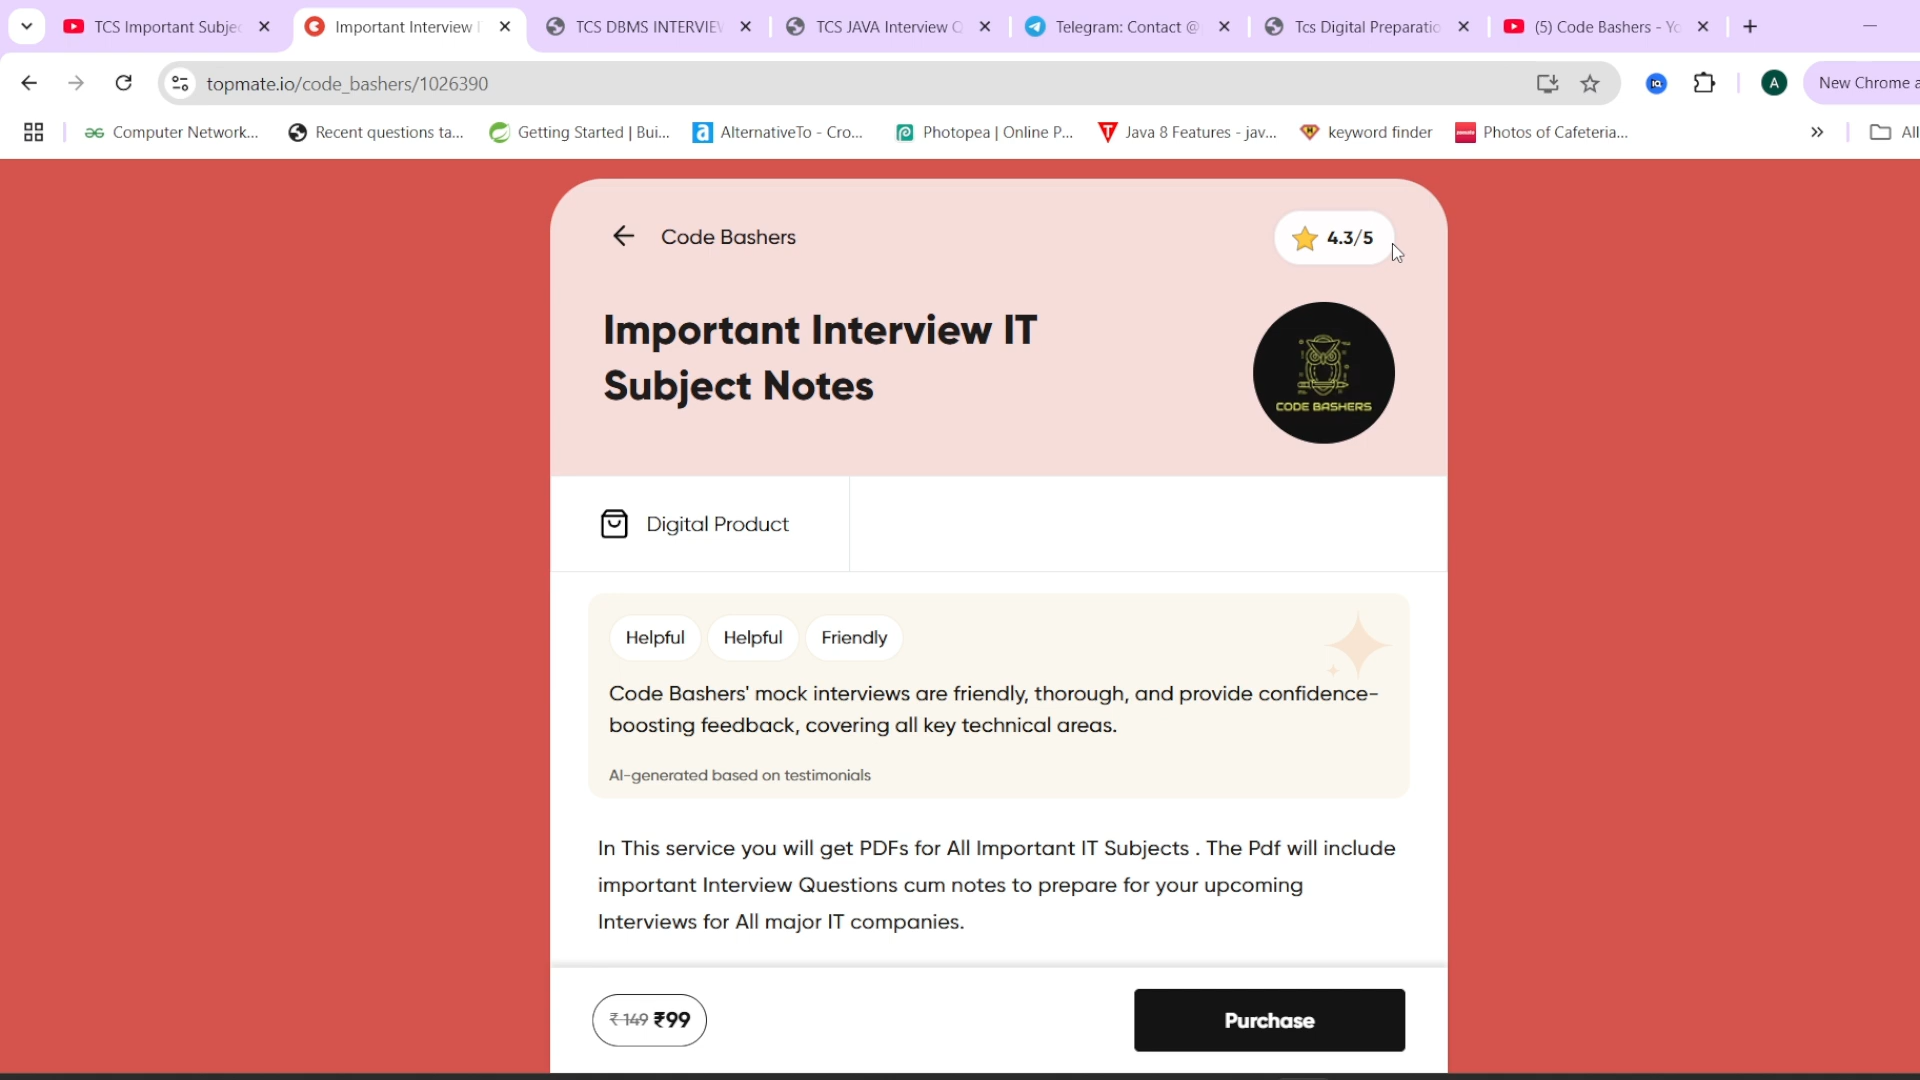 TCS Important Subjec
Important Interview I
TCS DBMS INTERVIEV
TCS JAVA Interview Q
Telegram: Contact @
Tcs Digital Preparatio
(5) Code Bashers - Yo
topmate.io/code_bashers/1026390
A
New Chrome a
Computer Network...
Recent questions ta...
Getting Started | Bui...
AlternativeTo - Cro...
Photopea | Online P...
Java 8 Features - jav...
keyword finder
Photos of Cafeteria...
All
Code Bashers
4.3/5
Important Interview IT
Subject Notes
CODE BASHERS
Digital Product
Helpful
Helpful
Friendly
Code Bashers' mock interviews are friendly, thorough, and provide confidence-
boosting feedback, covering all key technical areas.
AI-generated based on testimonials
In This service you will get PDFs for All Important IT Subjects . The Pdf will include
important Interview Questions cum notes to prepare for your upcoming
Interviews for All major IT companies.
₹ 149 ₹99
Purchase